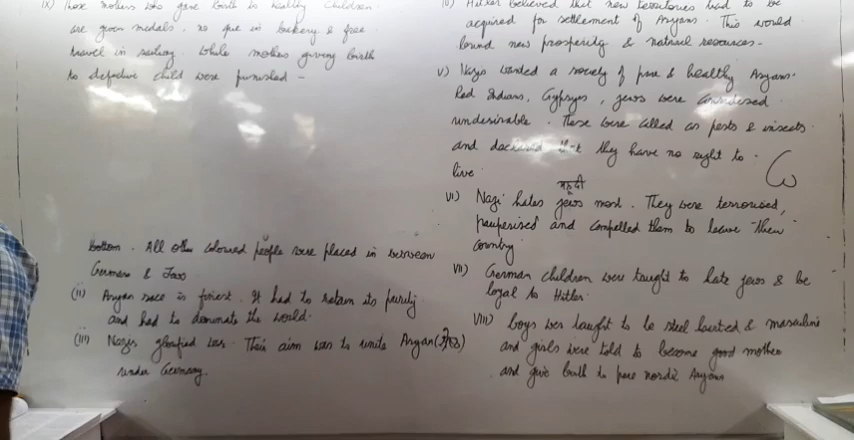 bottom. All other coloured people were placed in between
Germans & Jews
(ii) Aryan race is finest. It had to retain its purity
and had to dominate the world.
(iii) Nazis glorified war. Their aim was to unite Aryan
under Germany.
iv) Hitler believed that new territories had to be
acquired for settlement of Aryans. This would
bound new prosperity & natural resources-
v) Nazis wanted a society of pure & healthy Aryans.
Red Indians, Gypsyes, jews were considered
undesirable. These were called as pests & insects
and declared that they have no right to
live.
यहूदी
vi) Nazi hates jews most. They were terrorised,
pauperised and compelled them to leave their
country
vii) German children were taught to hate jews & be
loyal to Hitler.
viii) boys were taught to be steel hearted & masculine
and girls were told to become good mother
and give birth to pure nordic Aryans
ix) Those mothers who gave birth to healthy children
are given medals, no que in bakery & free
travel in railway. While mothers giving birth
to defective child were punished -